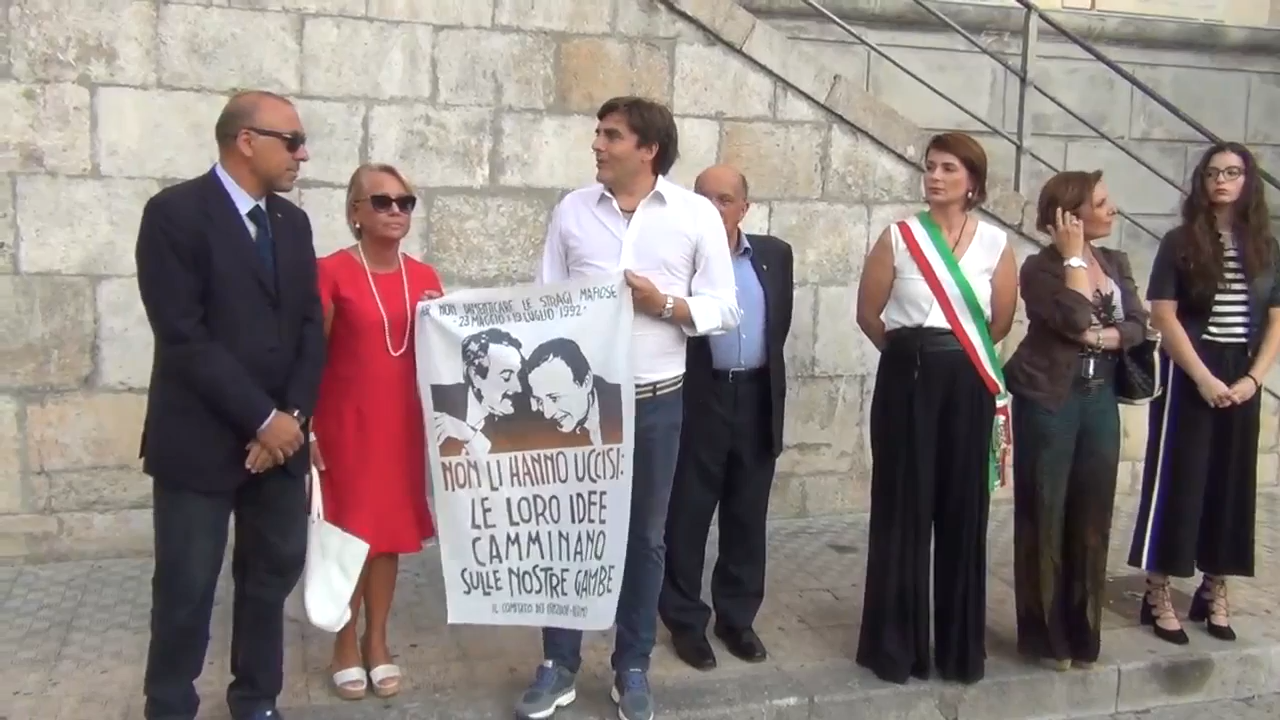 NON DIMENTICARE LE STRAGI MAFIOSE
- 23 MAGGIO 19 LUGLIO 1992 -
NON LI HANNO UCCISI:
LE LORO IDEE
CAMMINANO
SULLE NOSTRE GAMBE
IL COMITATO DEI